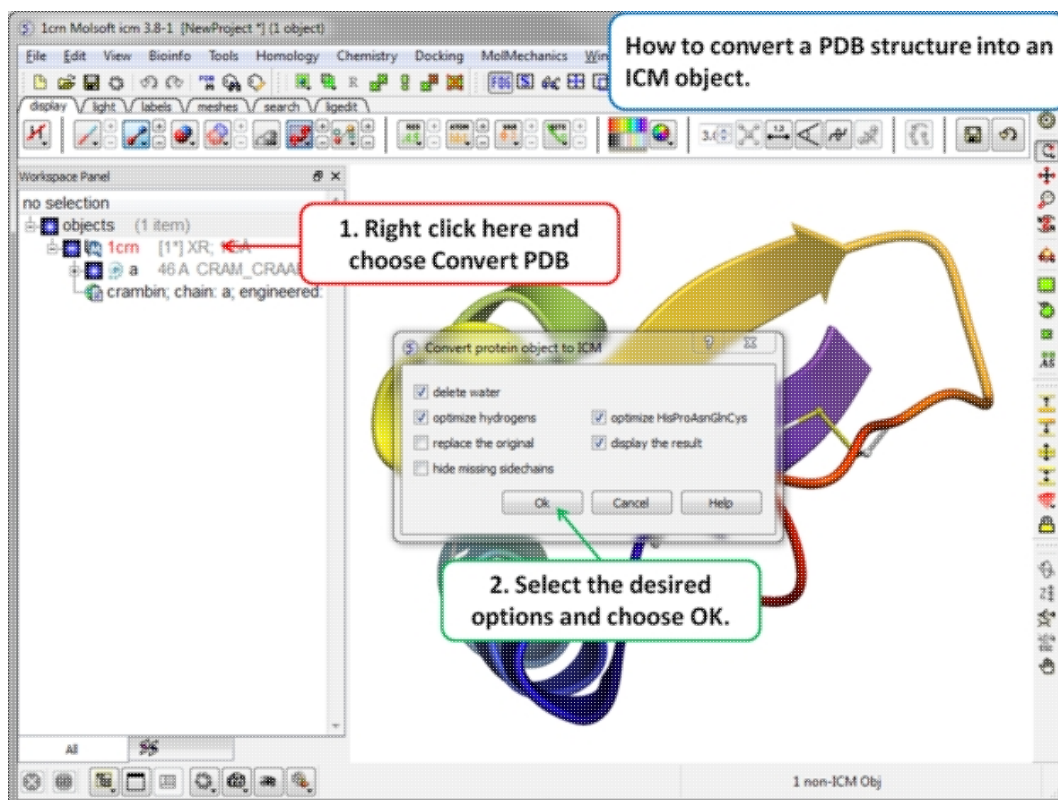 1crn Molsoft icm 3.8-1 [NewProject *] (1 object)
How to convert a PDB structure into an
ICM object.
File Edit View Bioinfo Tools Homology Chemistry Docking MolMechanics
display light labels meshes search ligedit
Workspace Panel
no selection
objects (1 item)
1crn [1*] XR;
a 46 A
crambin; chain: a; engineered:
1. Right click here and
choose Convert PDB
Convert protein object to ICM
delete water
optimize hydrogens optimize HisProAsnGlnCys
replace the original display the result
hide missing sidechains
Ok Cancel Help
2. Select the desired
options and choose OK.
All
1 non-ICM Obj